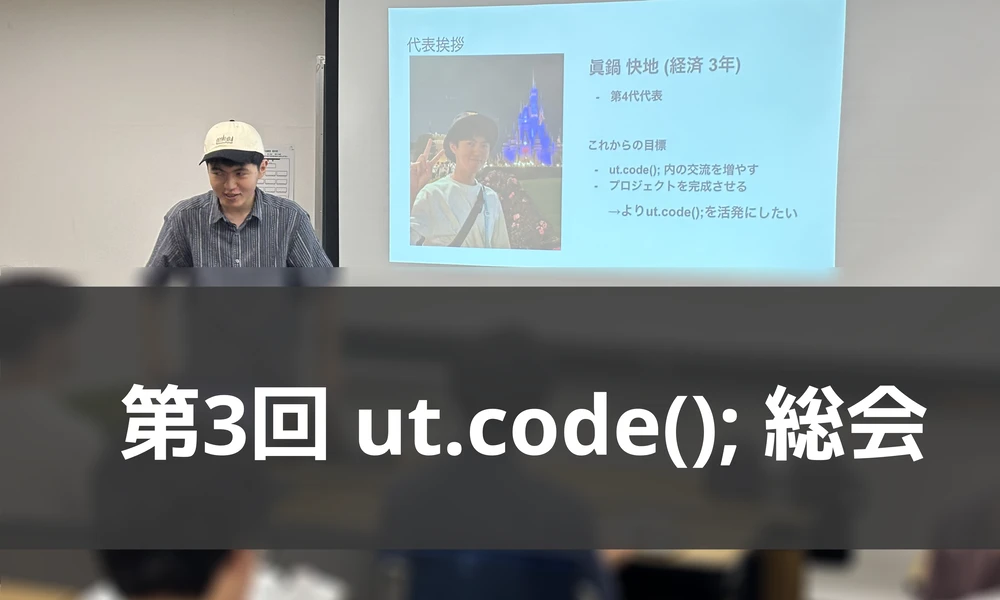 代表挨拶
眞鍋 快地 (経済 3年)
- 第4代代表
これからの目標
- ut.code(); 内の交流を増やす
- プロジェクトを完成させる
→よりut.code();を活発にしたい
第3回 ut.code(); 総会